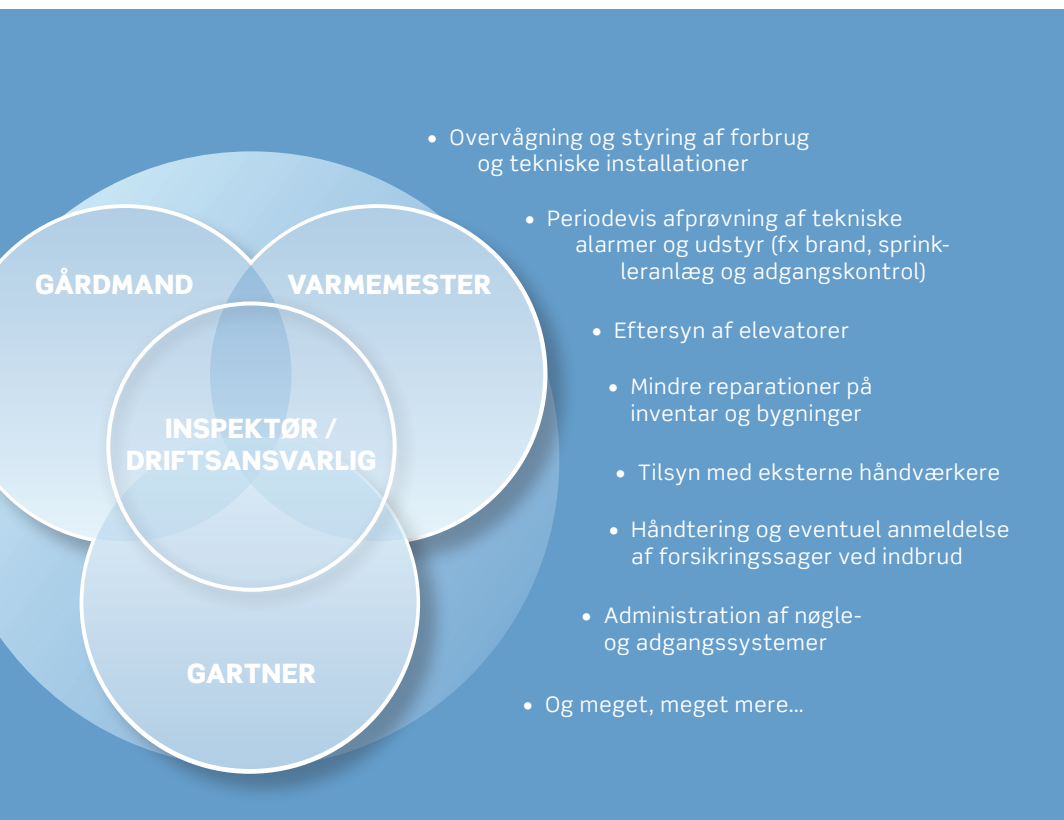 GÅRDMAND
VARMEMESTER
INSPEKTØR /
DRIFTSANSVARLIG
GARTNER
• Overvågning og styring af forbrug
og tekniske installationer
• Periodevis afprøvning af tekniske
alarmer og udstyr (fx brand, sprink-
leranlæg og adgangskontrol)
• Eftersyn af elevatorer
• Mindre reparationer på
inventar og bygninger
• Tilsyn med eksterne håndværkere
• Håndtering og eventuel anmeldelse
af forsikringssager ved indbrud
• Administration af nøgle-
og adgangssystemer
• Og meget, meget mere...